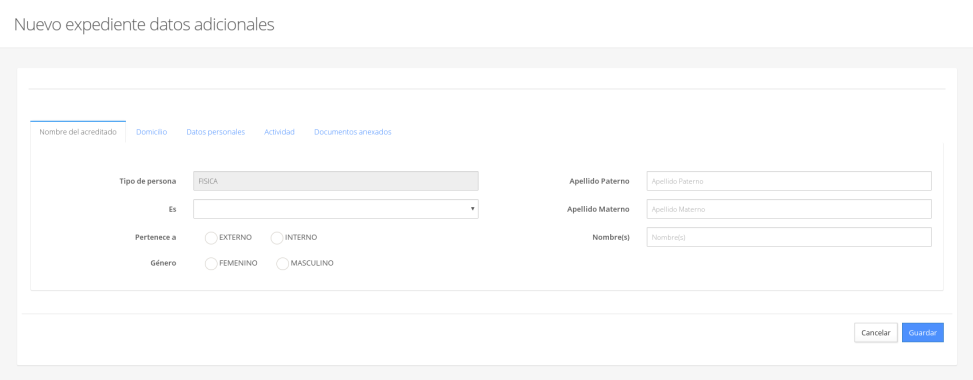 Nuevo expediente datos adicionales
Nombre del acreditado Domicilio Datos personales Actividad Documentos anexados
Tipo de persona FISICA Apellido Paterno Apellido Paterno
Es Apellido Materno Apellido Materno
Pertenece a EXTERNO INTERNO Nombre(s) Nombre(s)
Género FEMENINO MASCULINO
Cancelar Guardar